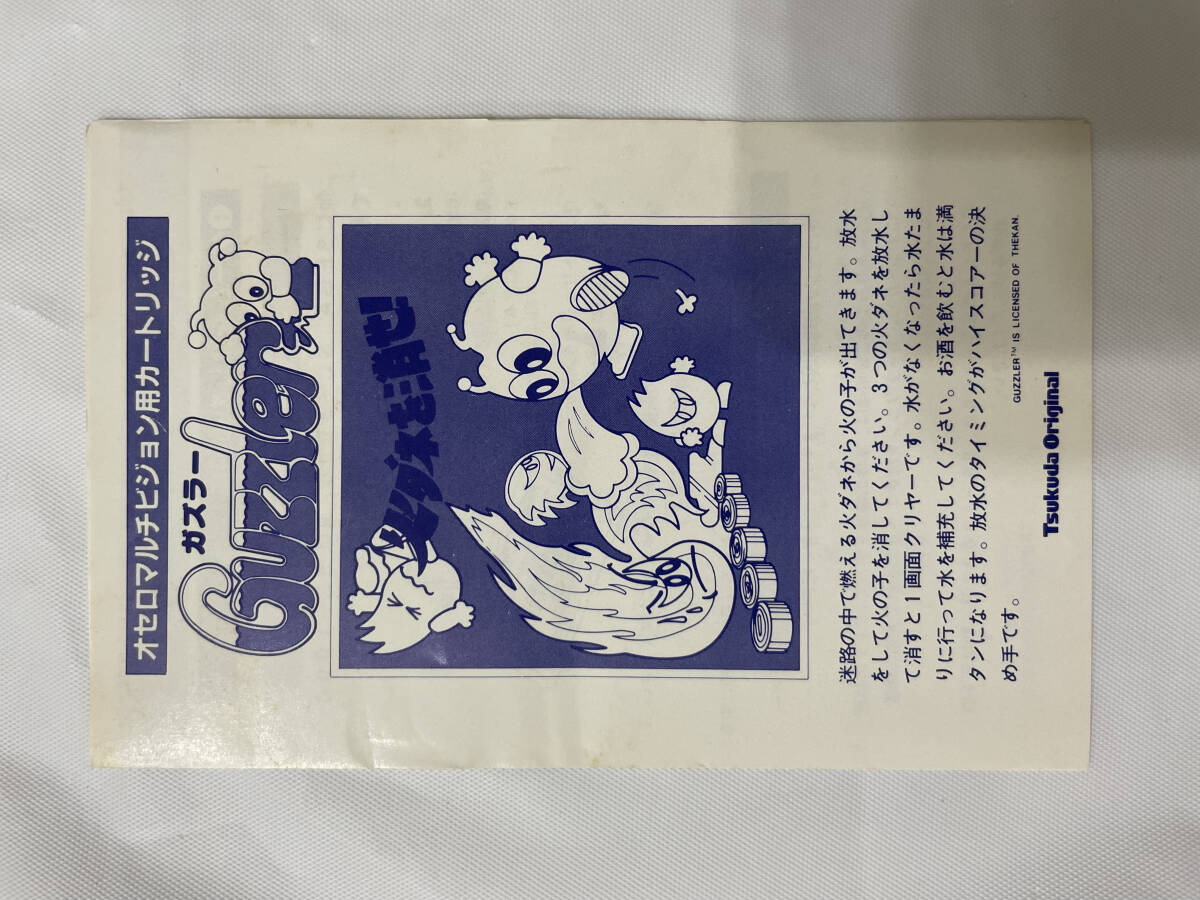 オセロマルチビジョン用カートリッジ
ガズラー
Guzzler
火ダネを消せ!
迷路の中で燃える火ダネから火の子が出てきます。放水
をして火の子を消してください。3つの火ダネを放水し
て消すと1画面クリヤーです。水がなくなったら水たま
りに行って水を補充してください。お酒を飲むと水は満
タンになります。放水のタイミングがハイスコアーの決
め手です。
GUZZLER™ IS LICENSED OF THEKAN.
Tsukuda Original